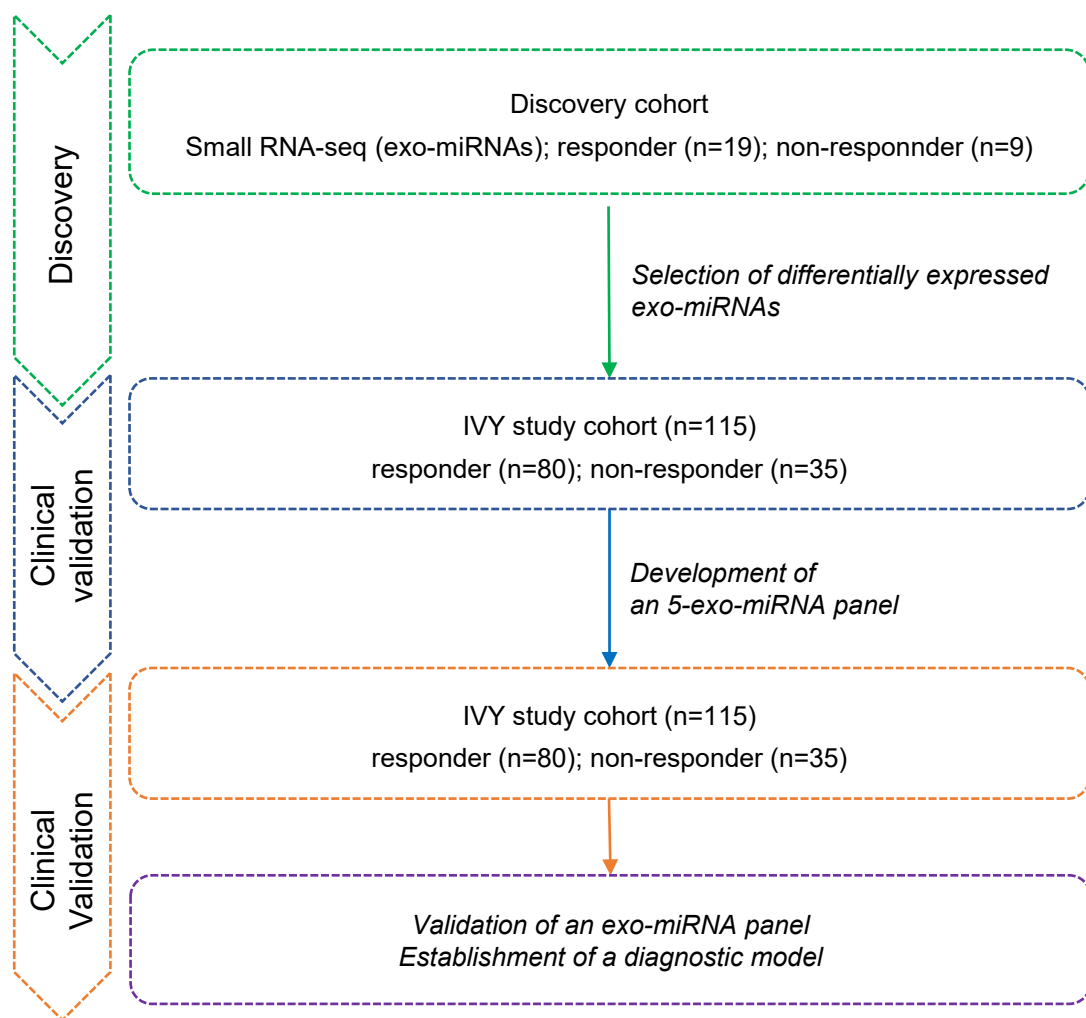 Discovery
Discovery cohort
Small RNA-seq (exo-miRNAs); responder (n=19); non-responnder (n=9)
Selection of differentially expressed
exo-miRNAs
Clinical
validation
IVY study cohort (n=115)
responder (n=80); non-responder (n=35)
Development of
an 5-exo-miRNA panel
Clinical
Validation
IVY study cohort (n=115)
responder (n=80); non-responder (n=35)
Validation of an exo-miRNA panel
Establishment of a diagnostic model